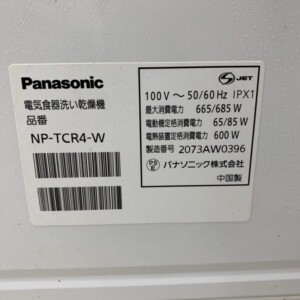 Panasonic
電気食器洗い乾燥機
品番
NP-TCR4-W
S JET
100 V ～ 50/60 Hz IPX1
最大消費電力 665/685 W
電動機定格消費電力 65/85 W
電熱装置定格消費電力 600 W
製造番号 2073AW0396
PS E パナソニック株式会社
中国製